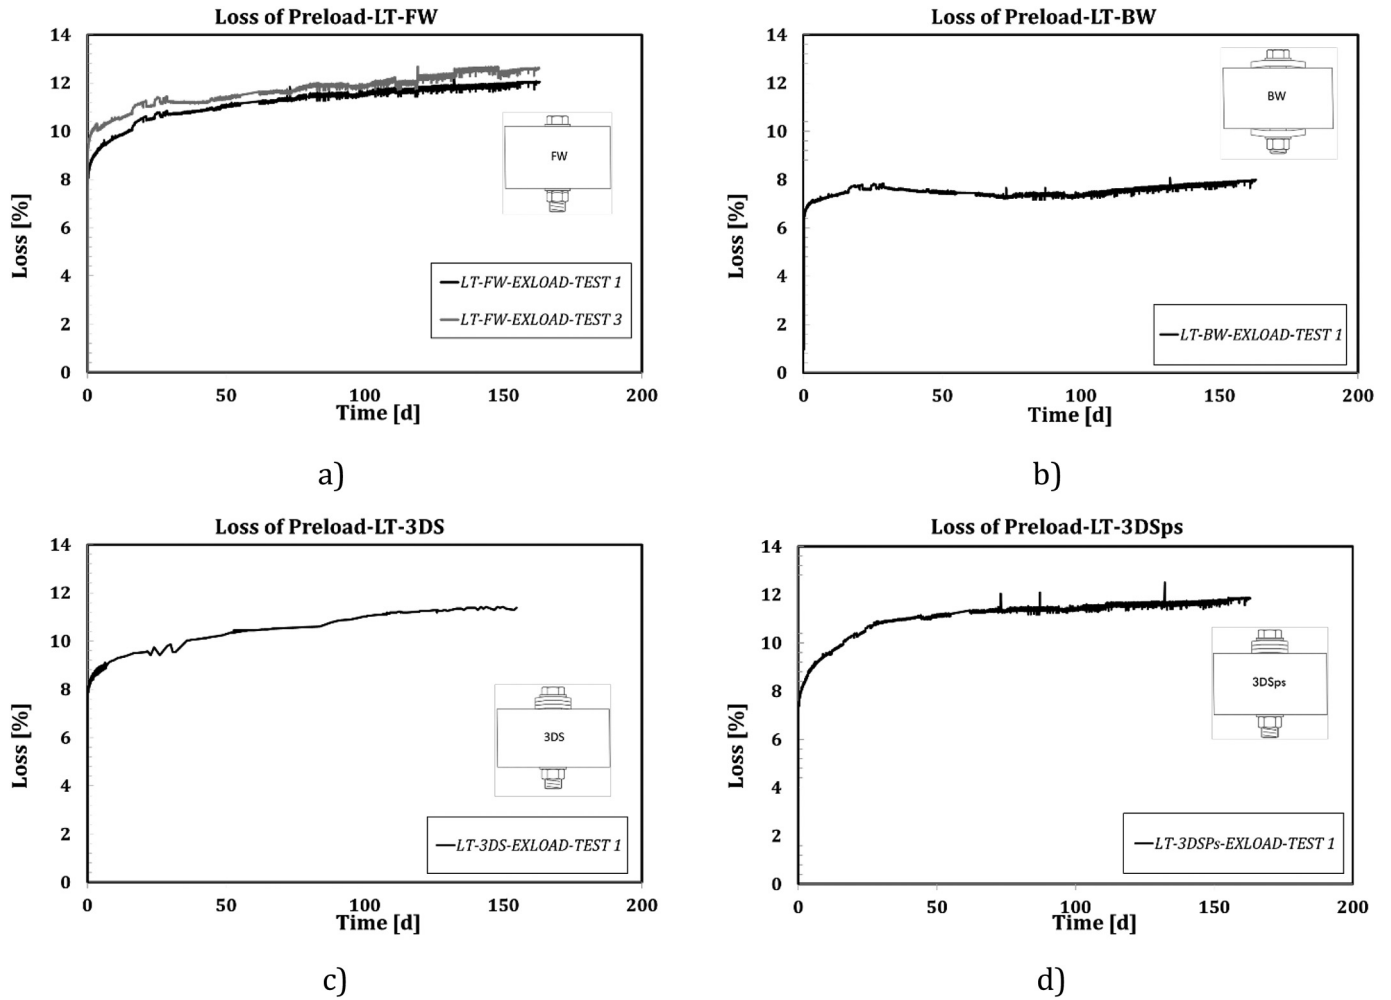 Loss of Preload-LT-FW
14
12
10
8
6
4
2
0
Loss [%]
FW
LT-FW-EXLOAD-TEST 1
LT-FW-EXLOAD-TEST 3
0 50 100 150 200
Time [d]
a)
Loss of Preload-LT-BW
14
12
10
8
6
4
2
0
Loss [%]
BW
LT-BW-EXLOAD-TEST 1
0 50 100 150 200
Time [d]
b)
Loss of Preload-LT-3DS
14
12
10
8
6
4
2
0
Loss [%]
3DS
LT-3DS-EXLOAD-TEST 1
0 50 100 150 200
Time [d]
c)
Loss of Preload-LT-3DSps
14
12
10
8
6
4
2
0
Loss [%]
3DSps
LT-3DSPs-EXLOAD-TEST 1
0 50 100 150 200
Time [d]
d)